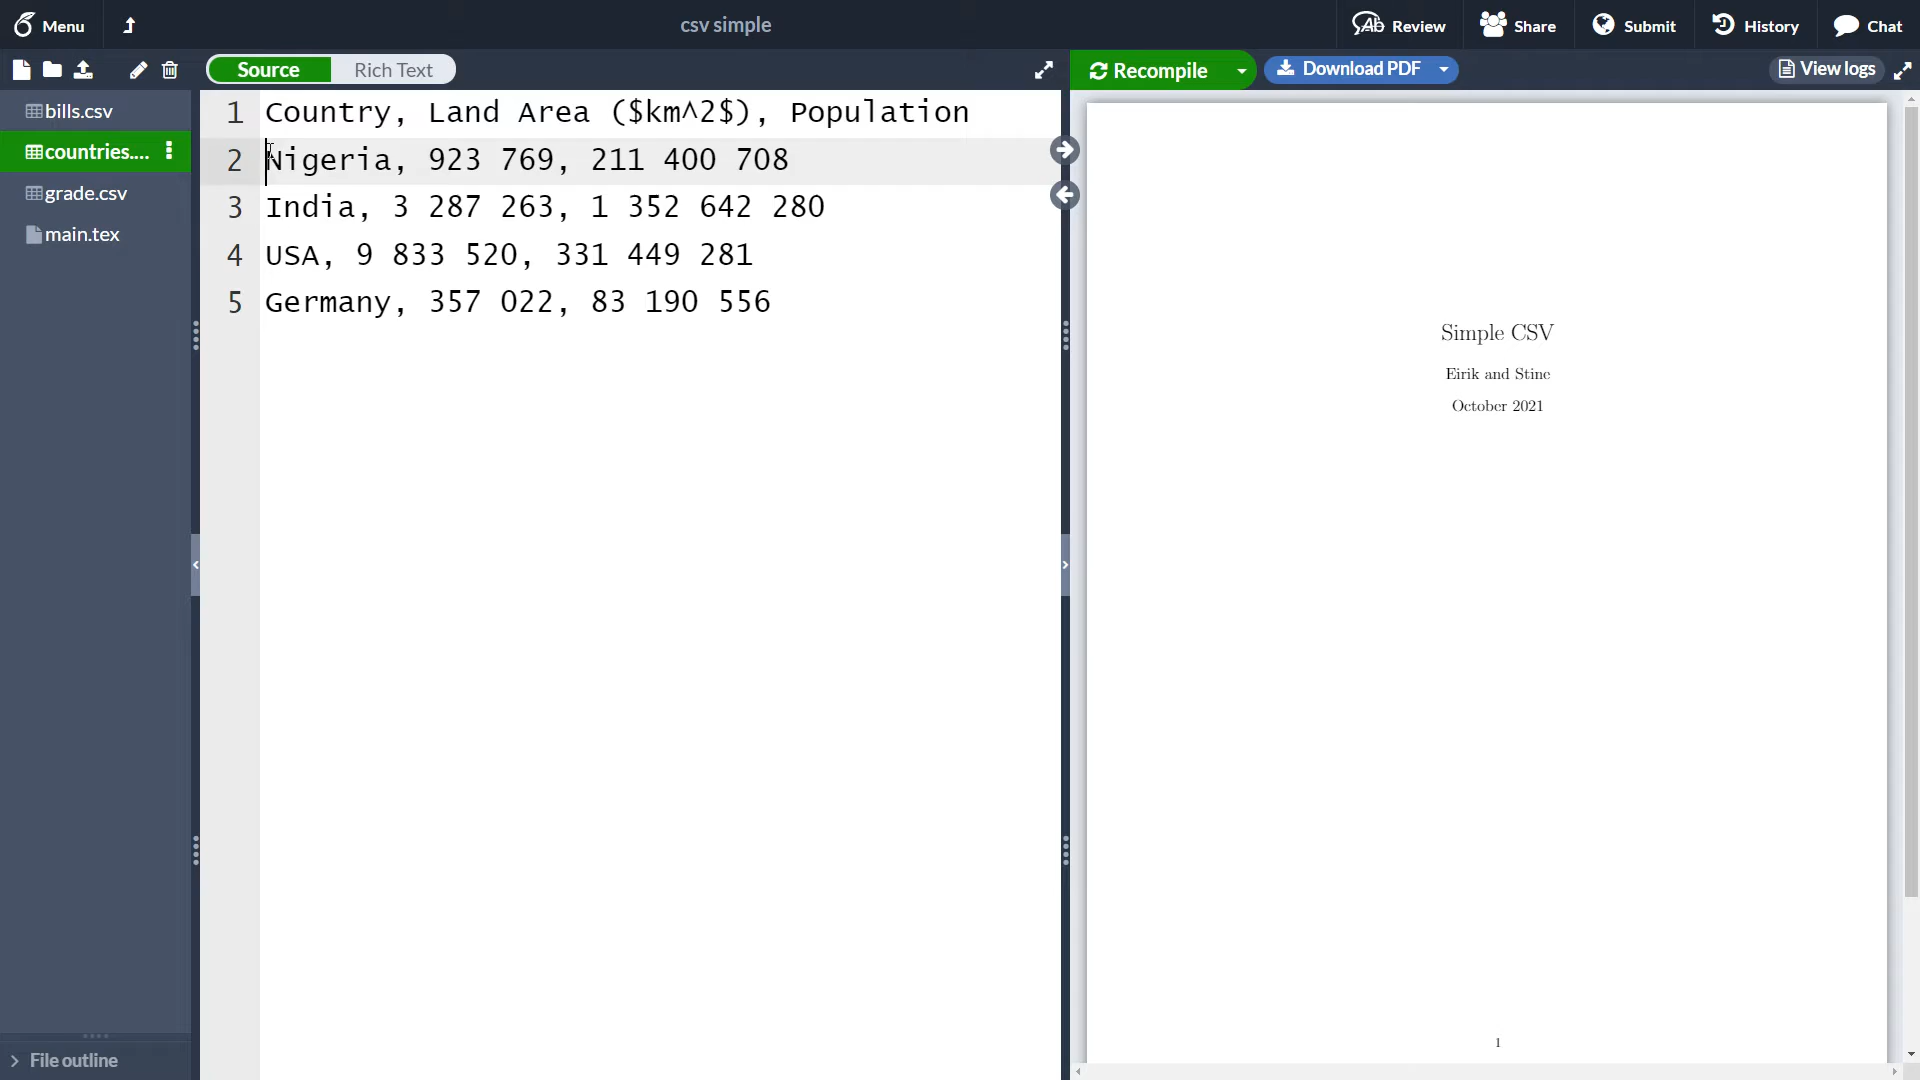 Menu
csv simple
Review
Share
Submit
History
Chat
Source
Rich Text
Recompile
Download PDF
View logs
bills.csv
countries....
grade.csv
main.tex
1 Country, Land Area ($km^2$), Population
2 Nigeria, 923 769, 211 400 708
3 India, 3 287 263, 1 352 642 280
4 USA, 9 833 520, 331 449 281
5 Germany, 357 022, 83 190 556
Simple CSV
Eirik and Stine
October 2021
1
File outline